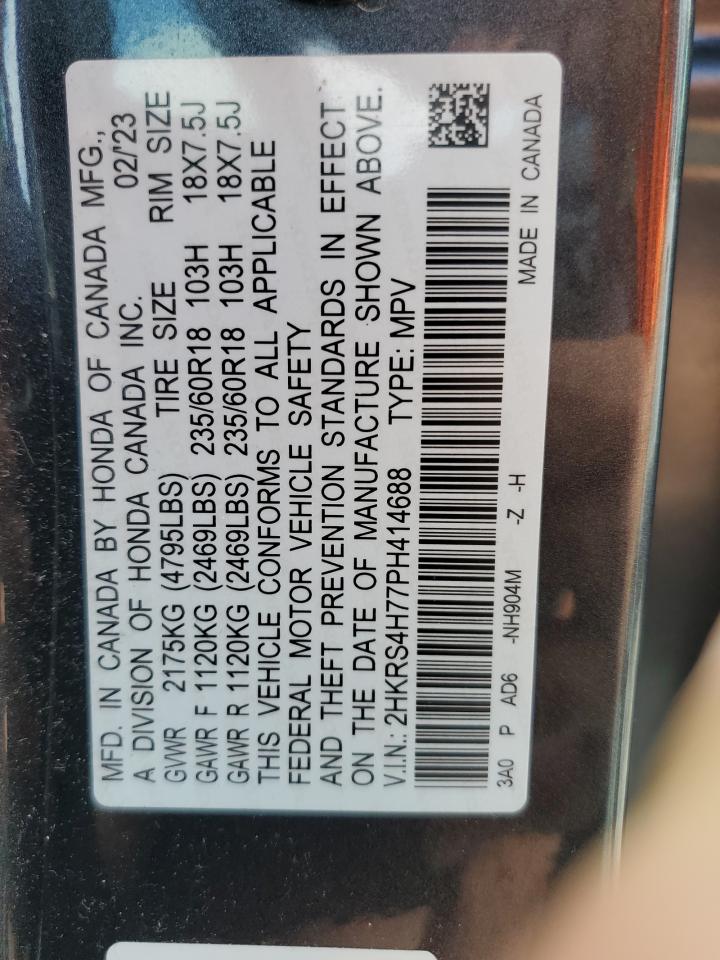 MFD. IN CANADA BY HONDA OF CANADA MFG.,
A DIVISION OF HONDA CANADA INC. 02/'23
GVWR 2175KG (4795LBS) TIRE SIZE RIM SIZE
GAWR F 1120KG (2469LBS) 235/60R18 103H 18X7.5J
GAWR R 1120KG (2469LBS) 235/60R18 103H 18X7.5J
THIS VEHICLE CONFORMS TO ALL APPLICABLE
FEDERAL MOTOR VEHICLE SAFETY
AND THEFT PREVENTION STANDARDS IN EFFECT
ON THE DATE OF MANUFACTURE SHOWN ABOVE.
V.I.N.: 2HKRS4H77PH414688 TYPE: MPV
3A0 P AD6 -NH904M -Z -H
MADE IN CANADA